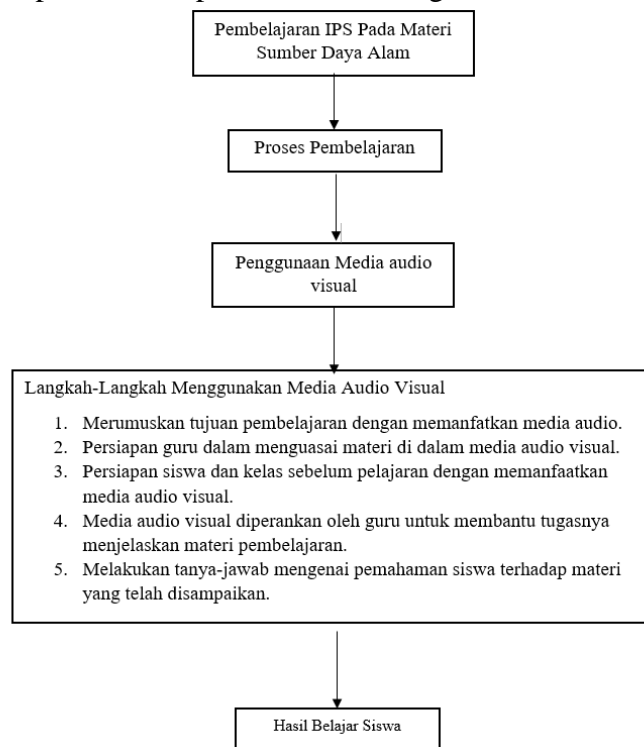 Pembelajaran IPS Pada Materi
Sumber Daya Alam
Proses Pembelajaran
Penggunaan Media audio
visual
Langkah-Langkah Menggunakan Media Audio Visual
1. Merumuskan tujuan pembelajaran dengan memanfatkan media audio.
2. Persiapan guru dalam menguasai materi di dalam media audio visual.
3. Persiapan siswa dan kelas sebelum pelajaran dengan memanfaatkan
media audio visual.
4. Media audio visual diperankan oleh guru untuk membantu tugasnya
menjelaskan materi pembelajaran.
5. Melakukan tanya-jawab mengenai pemahaman siswa terhadap materi
yang telah disampaikan.
Hasil Belajar Siswa